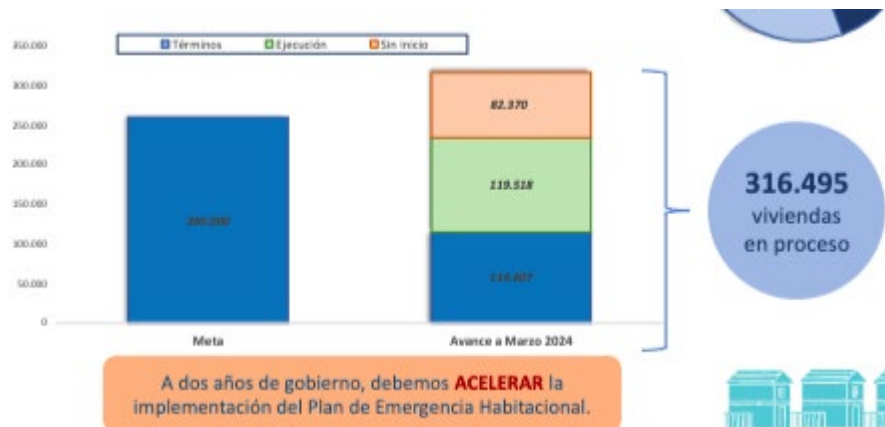 350.000
Términos Ejecución Sin inicio
300.000
250.000
200.000
150.000
100.000
50.000
0
82.370
119.518
114.607
260.000
Meta
Avance a Marzo 2024
316.495
viviendas
en proceso
A dos años de gobierno, debemos ACELERAR la
implementación del Plan de Emergencia Habitacional.